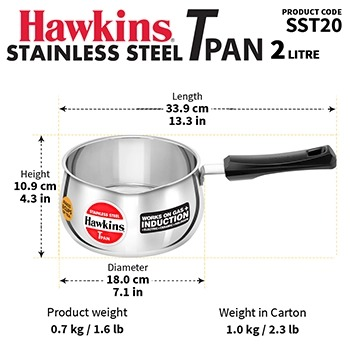 Hawkins
STAINLESS STEEL TPAN 2 LITRE
PRODUCT CODE
SST20
Length
33.9 cm
13.3 in
Height
10.9 cm
4.3 in
STAINLESS STEEL
Hawkins
TPAN
WORKS ON GAS +
INDUCTION
Diameter
18.0 cm
7.1 in
Product weight
0.7 kg / 1.6 lb
Weight in Carton
1.0 kg / 2.3 lb